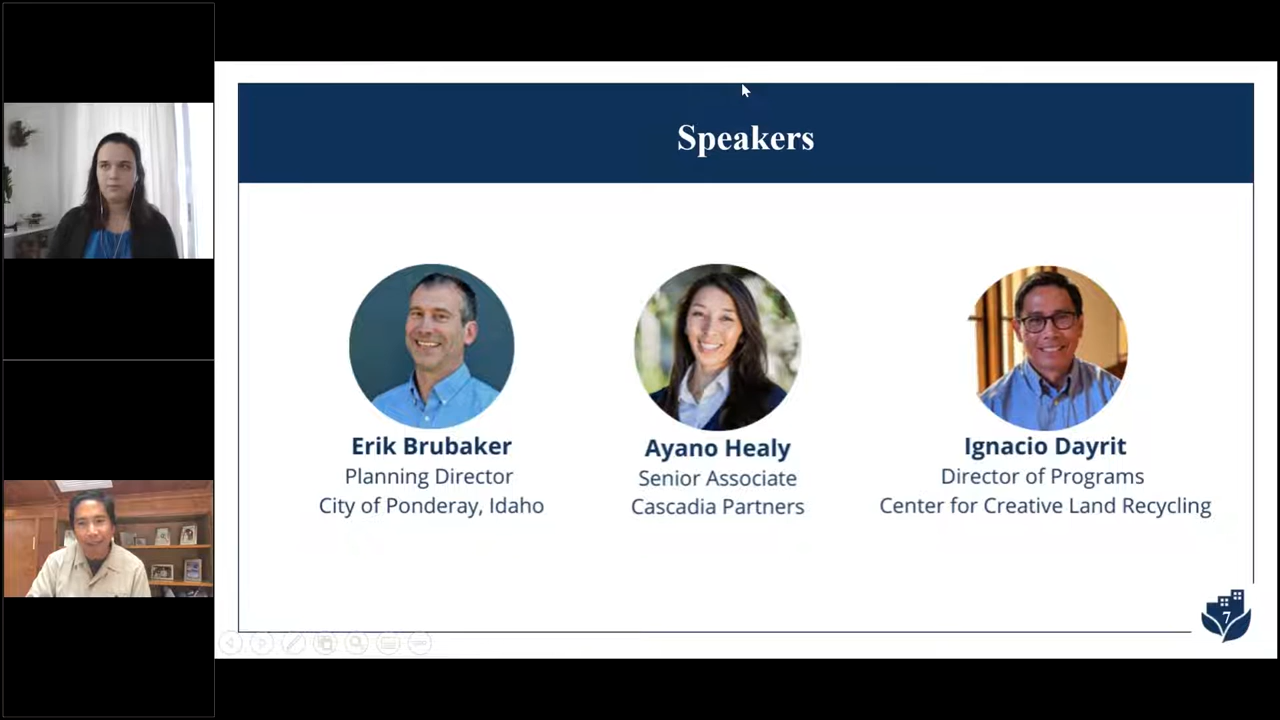 Speakers
Erik Brubaker
Planning Director
City of Ponderay, Idaho
Ayano Healy
Senior Associate
Cascadia Partners
Ignacio Dayrit
Director of Programs
Center for Creative Land Recycling
7